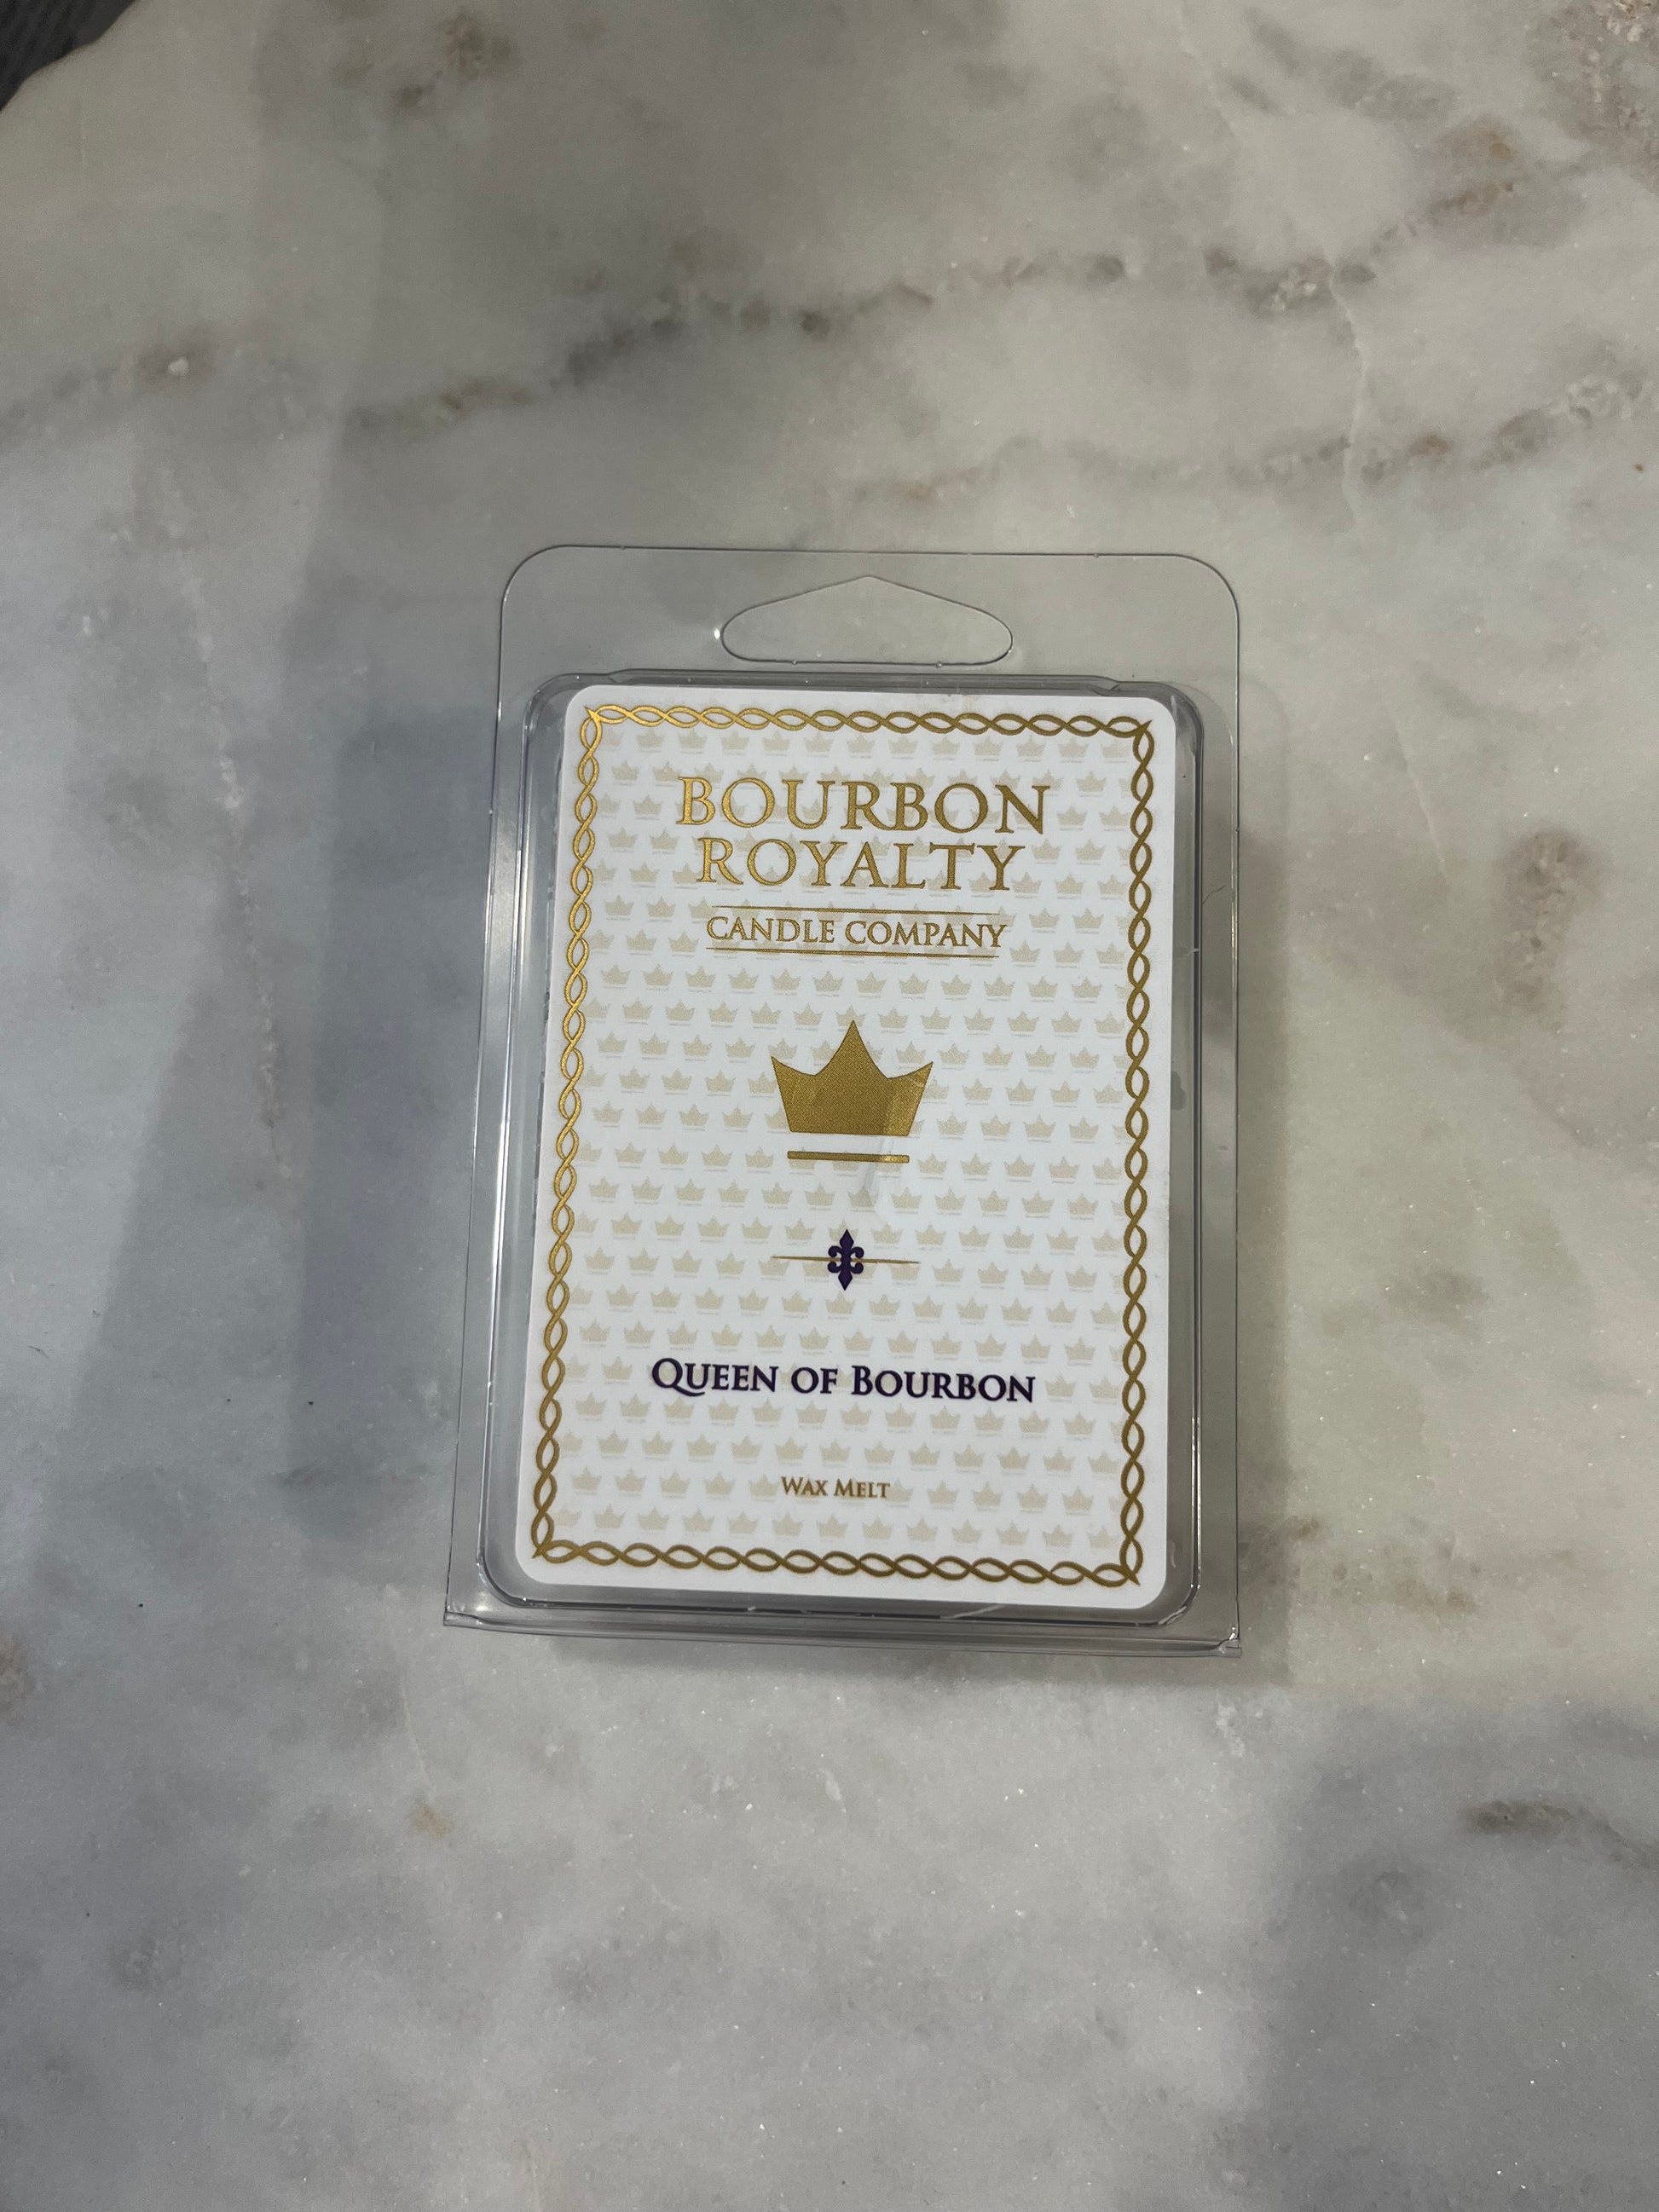 BOURBON
ROYALTY
CANDLE COMPANY
QUEEN OF BOURBON
WAX MELT